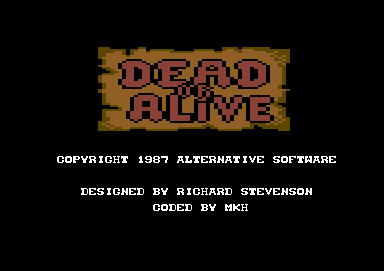 DEAD
OR
ALIVE
COPYRIGHT 1987 ALTERNATIVE SOFTWARE
DESIGNED BY RICHARD STEVENSON
CODED BY MKH